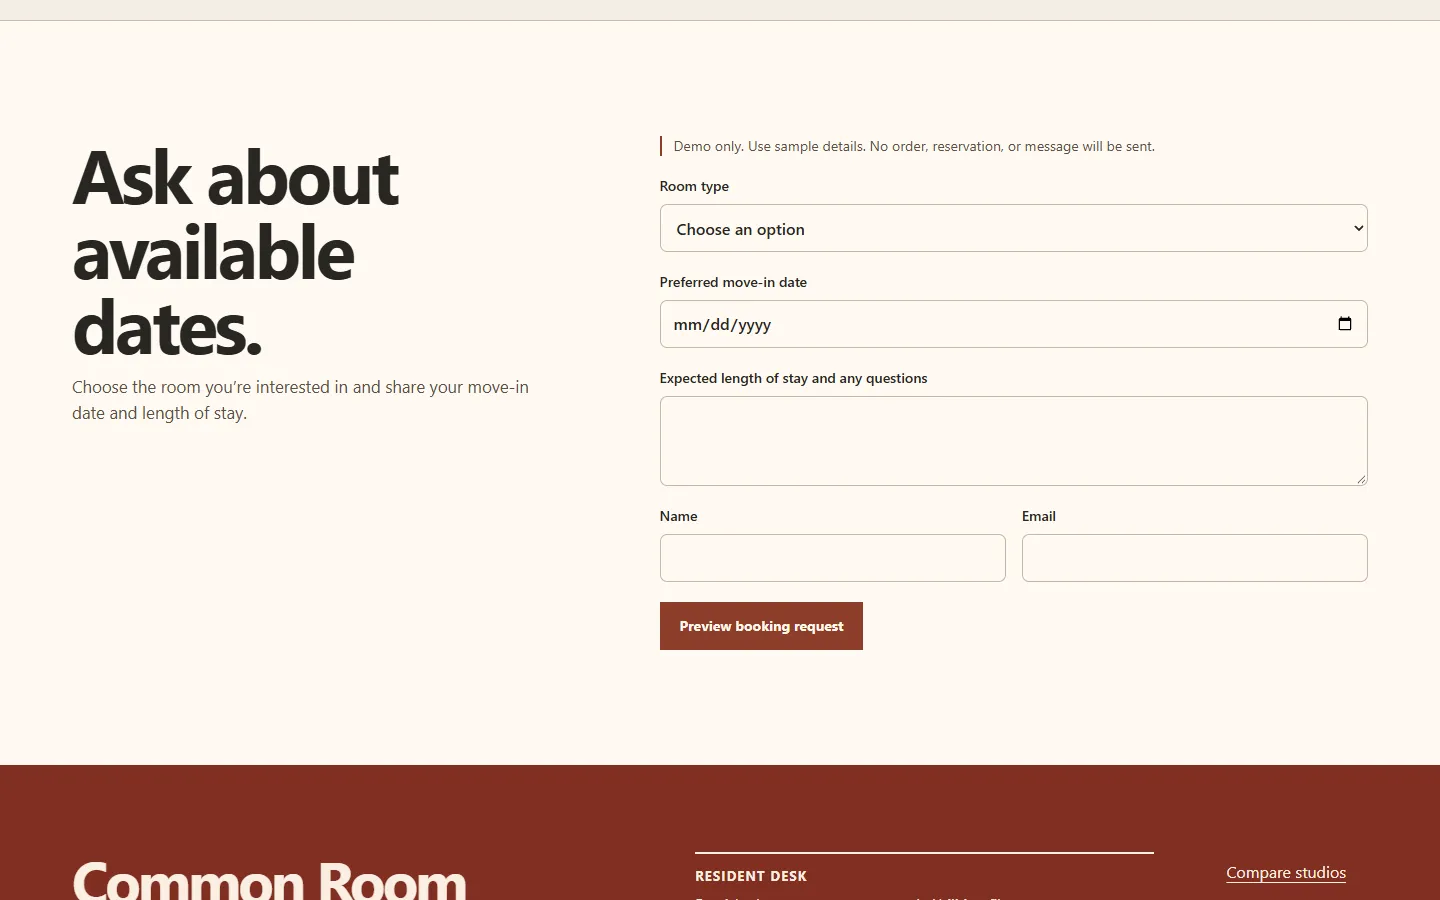 Ask about
available
dates.
Choose the room you’re interested in and share your move-in
date and length of stay.
Demo only. Use sample details. No order, reservation, or message will be sent.
Room type
Choose an option
Preferred move-in date
mm/dd/yyyy
Expected length of stay and any questions
Name
Email
Preview booking request
Common Room
RESIDENT DESK
Compare studios